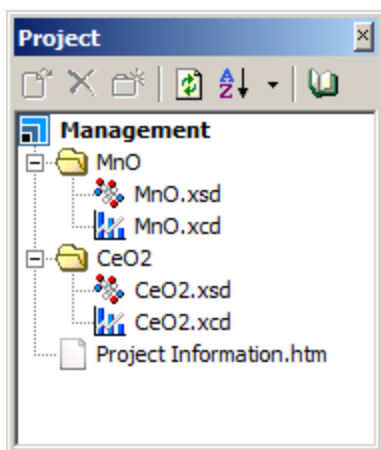 Project
A
Z
Management
MnO
MnO.xsd
MnO.xcd
CeO2
CeO2.xsd
CeO2.xcd
Project Information.htm